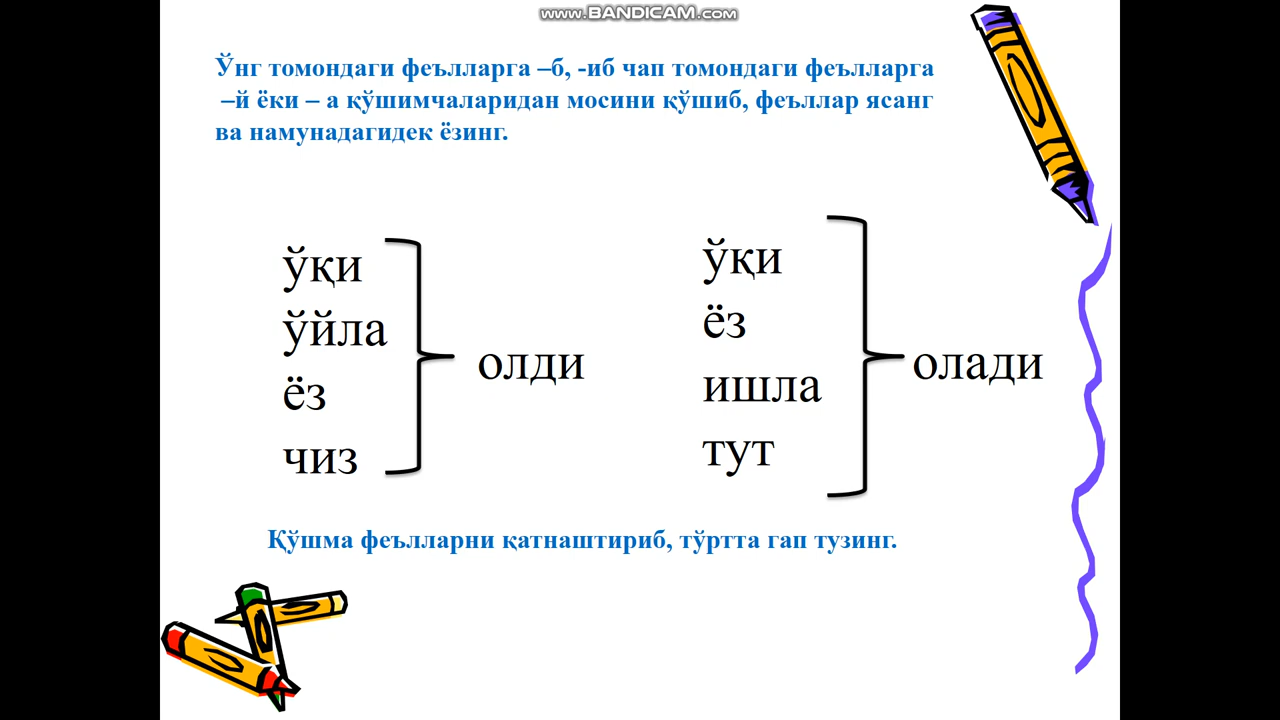 www.BANDICAM.com
Ўнг томондаги феълларга –б, -иб чап томондаги феълларга
–й ёки – а қўшимчаларидан мосини қўшиб, феъллар ясанг
ва намунадагидек ёзинг.
ўқи
ўйла
ёз
чиз
олди
ўқи
ёз
ишла
тут
олади
Қўшма феълларни қатнаштириб, тўртта гап тузинг.